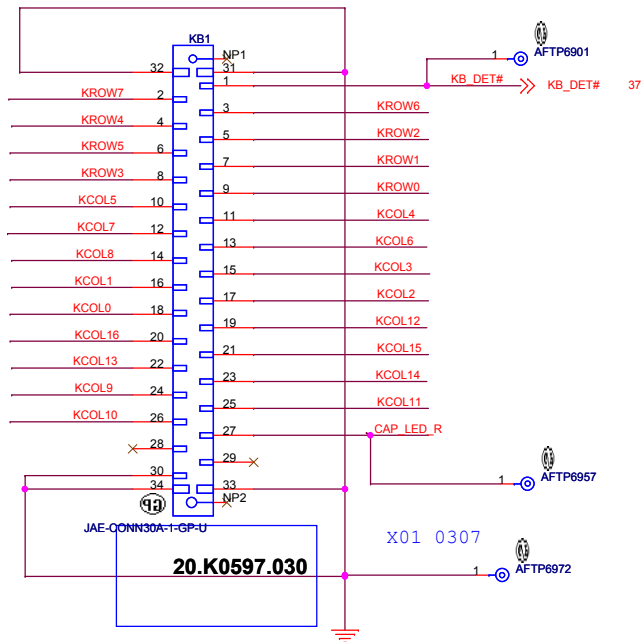 KB1
NP1
1
AFTP6901
32
31
1
KB_DET#
KB_DET#
37
KROW7
2
3
KROW6
KROW4
4
5
KROW2
KROW5
6
7
KROW1
KROW3
8
9
KROW0
KCOL5
10
11
KCOL4
KCOL7
12
13
KCOL6
KCOL8
14
15
KCOL3
KCOL1
16
17
KCOL2
KCOL0
18
19
KCOL12
KCOL16
20
21
KCOL15
KCOL13
22
23
KCOL14
KCOL9
24
25
KCOL11
KCOL10
26
27
CAP_LED_R
28
29
30
34
33
1
AFTP6957
GP
NP2
JAE-CONN30A-1-GP-U
X01 0307
20.K0597.030
1
AFTP6972